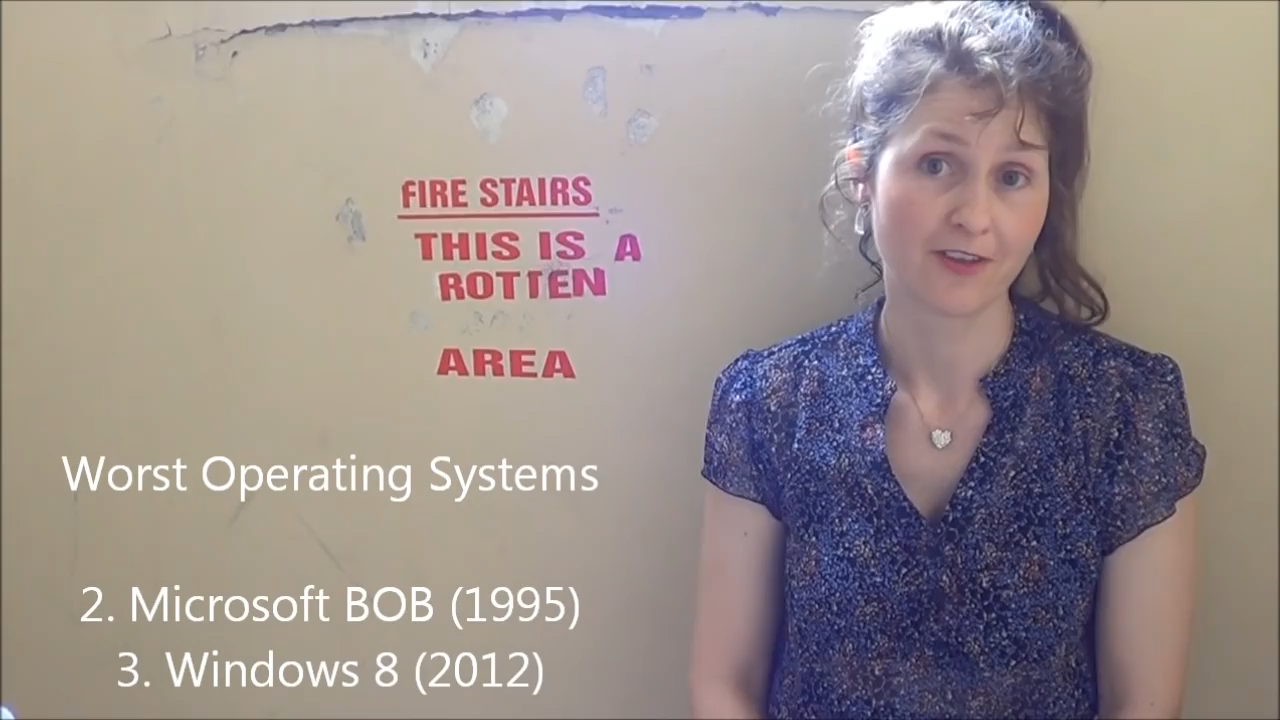 FIRE STAIRS
THIS IS A
ROTTEN
AREA
Worst Operating Systems
2. Microsoft BOB (1995)
3. Windows 8 (2012)